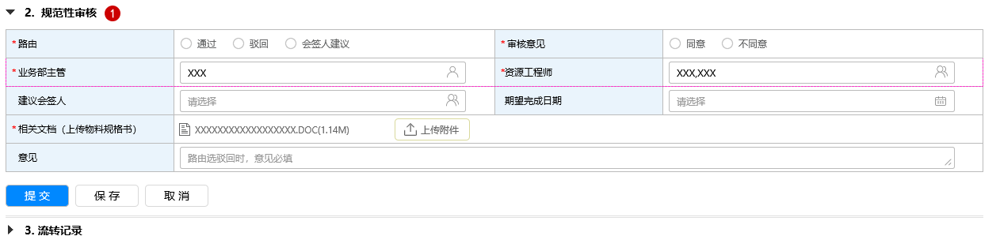 2. 规范性审核 1
*路由 通过 驳回 会签人建议 *审核意见 同意 不同意
*业务部主管 XXX *资源工程师 XXX,XXX
建议会签人 请选择 期望完成日期 请选择
*相关文档（上传物料规格书） XXXXXXXXXXXXXXXXXX.DOC(1.14M) 上传附件
意见 路由选驳回时，意见必填
提 交 保 存 取 消
3. 流转记录